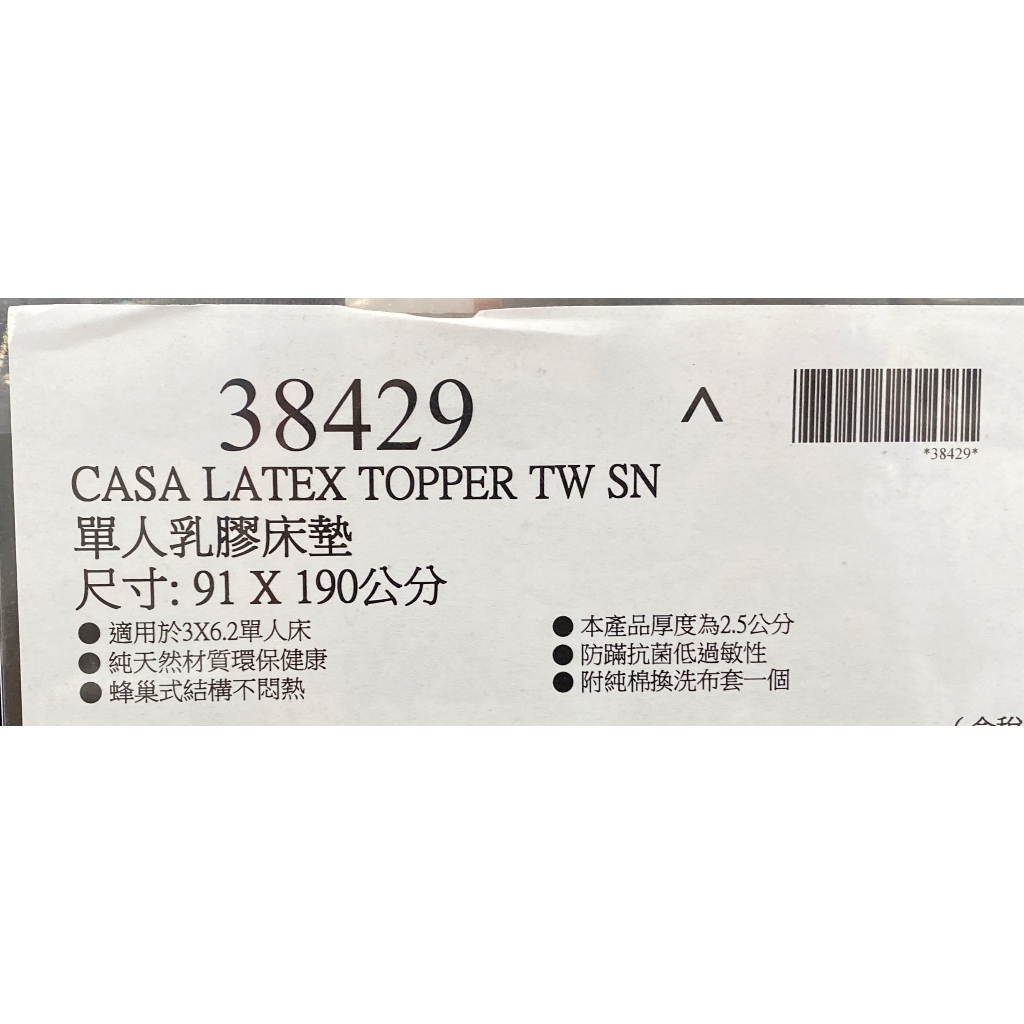 38429
^
*38429*
CASA LATEX TOPPER TW SN
單人乳膠床墊
尺寸: 91 X 190公分
● 適用於3X6.2單人床
● 純天然材質環保健康
● 蜂巢式結構不悶熱
● 本產品厚度為2.5公分
● 防蹣抗菌低過敏性
● 附純棉換洗布套一個